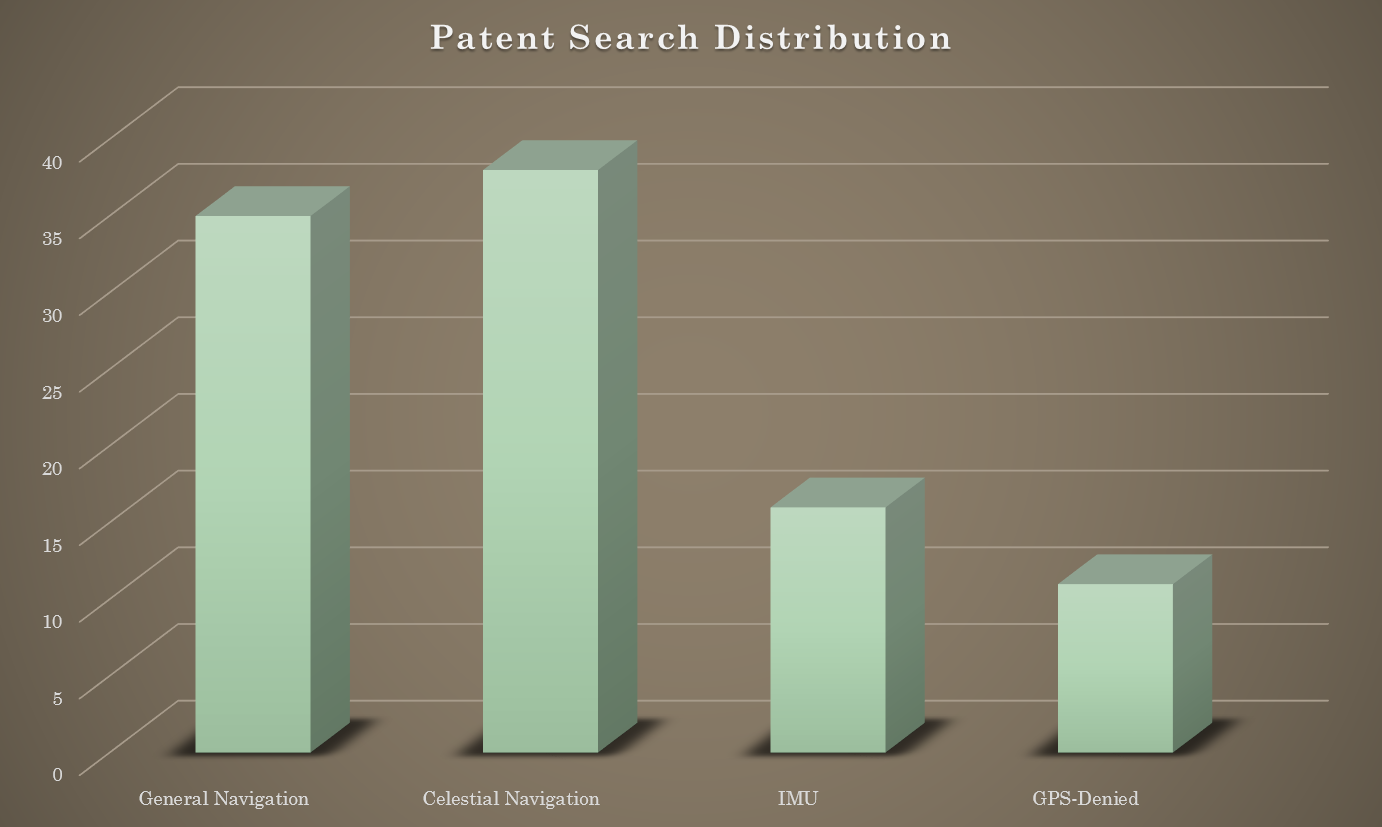 Patent Search Distribution
40
35
30
25
20
15
10
5
0
General Navigation
Celestial Navigation
IMU
GPS-Denied